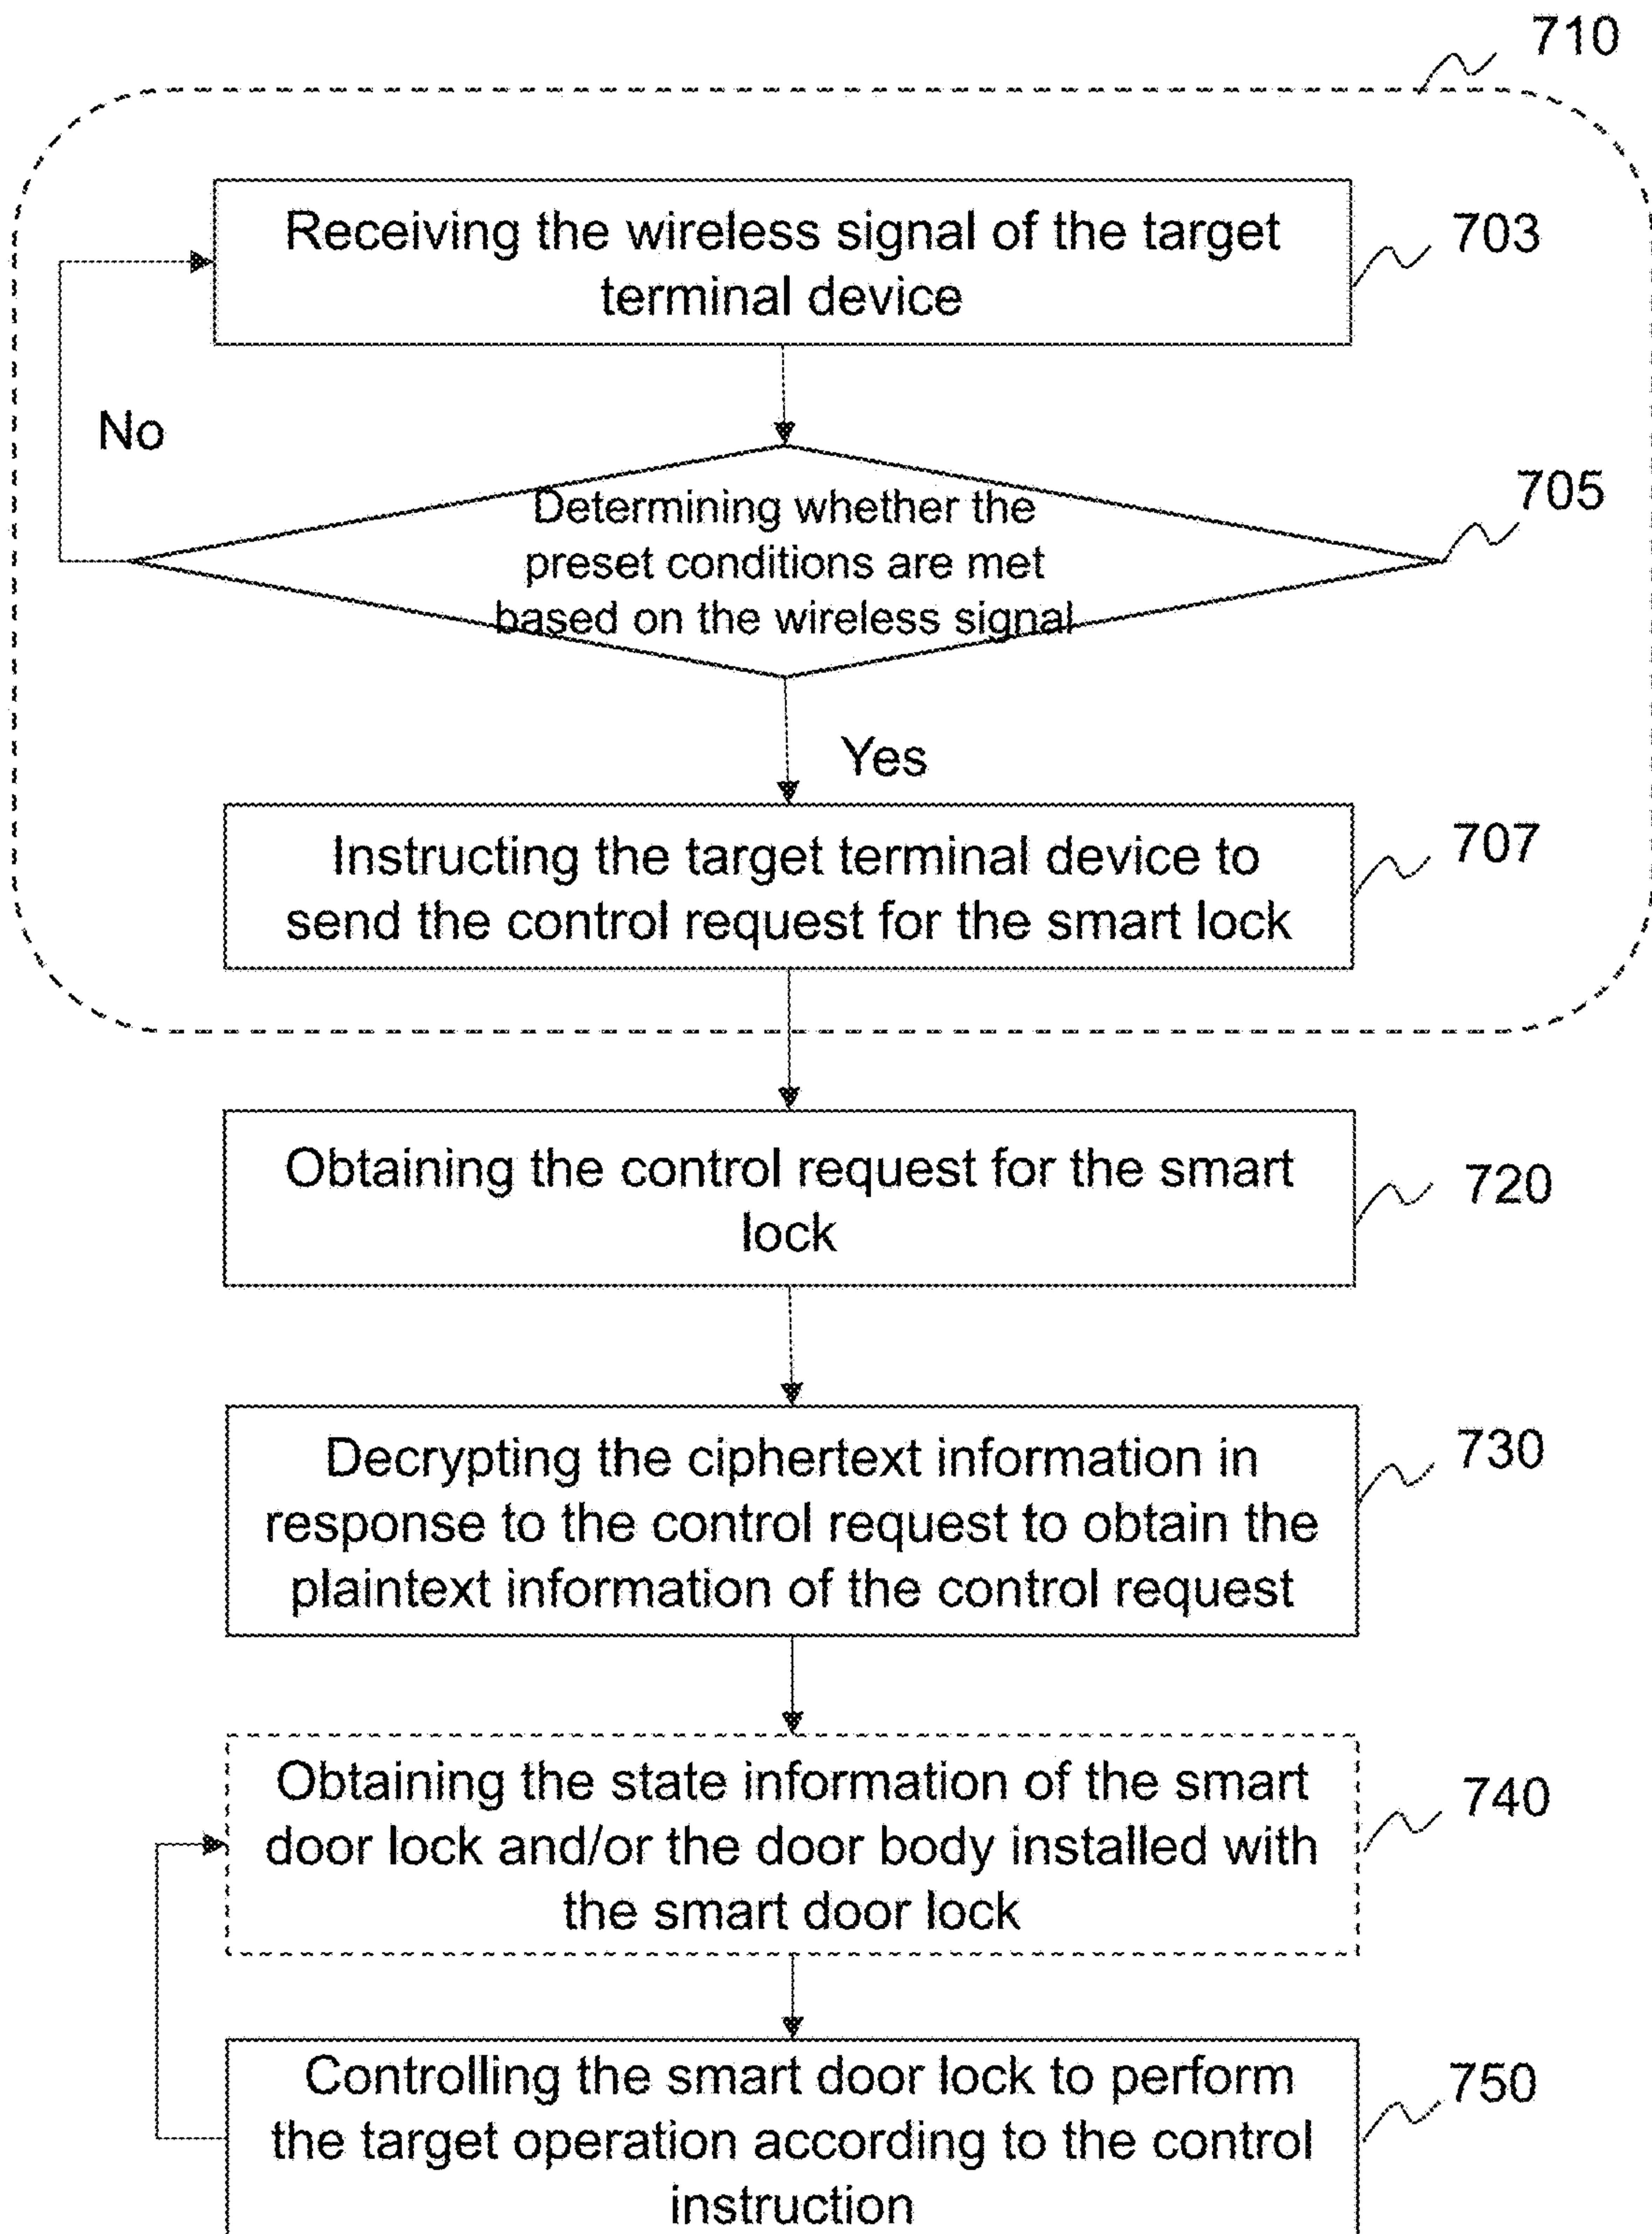 710
Receiving the wireless signal of the target
terminal device
703
No
Determining whether the
preset conditions are met
based on the wireless signal
705
Yes
Instructing the target terminal device to
send the control request for the smart lock
707
Obtaining the control request for the smart
lock
720
Decrypting the ciphertext information in
response to the control request to obtain the
plaintext information of the control request
730
Obtaining the state information of the smart
door lock and/or the door body installed with
the smart door lock
740
Controlling the smart door lock to perform
the target operation according to the control
instruction
750